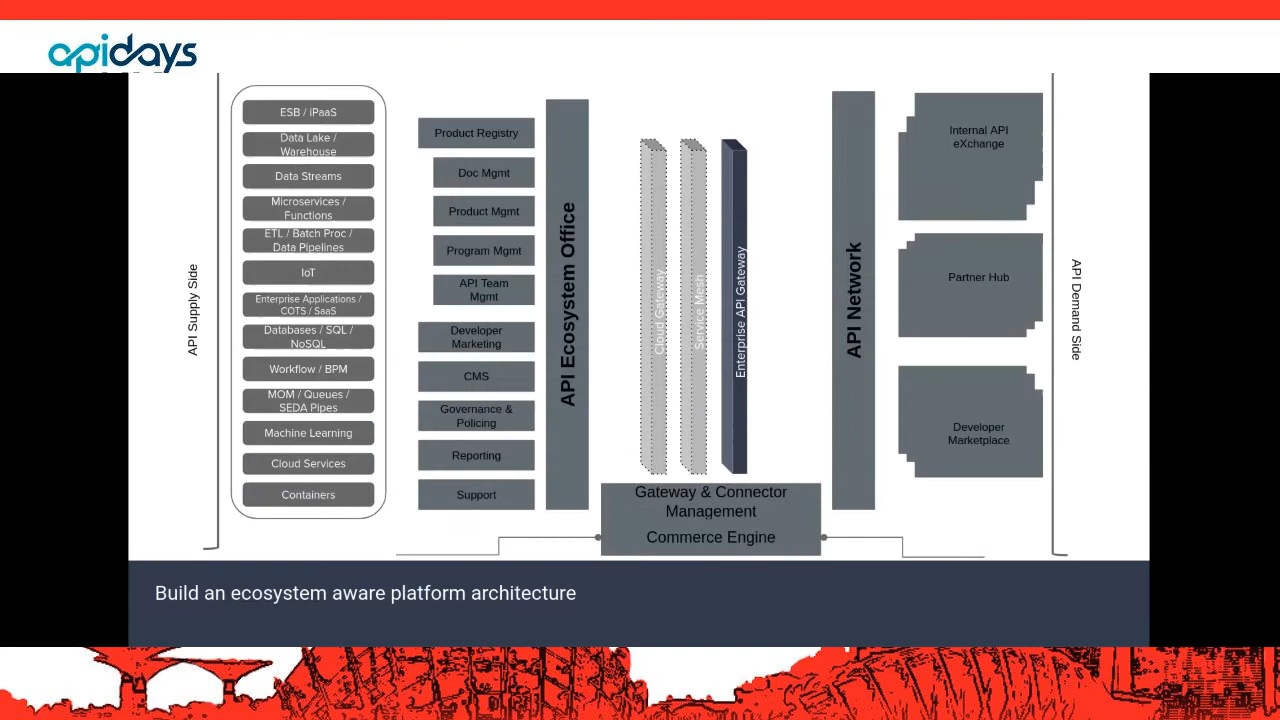 apidays
API Supply Side
ESB / iPaaS
Data Lake /
Warehouse
Data Streams
Microservices /
Functions
ETL / Batch Proc /
Data Pipelines
IoT
Enterprise Applications /
COTS / SaaS
Databases / SQL /
NoSQL
Workflow / BPM
MOM / Queues /
SEDA Pipes
Machine Learning
Cloud Services
Containers
Product Registry
Doc Mgmt
Product Mgmt
Program Mgmt
API Team
Mgmt
Developer
Marketing
CMS
Governance &
Policing
Reporting
Support
API Ecosystem Office
Cloud Gateway
Service Mesh
Enterprise API Gateway
Gateway & Connector
Management
Commerce Engine
API Network
Internal API
eXchange
Partner Hub
Developer
Marketplace
API Demand Side
Build an ecosystem aware platform architecture